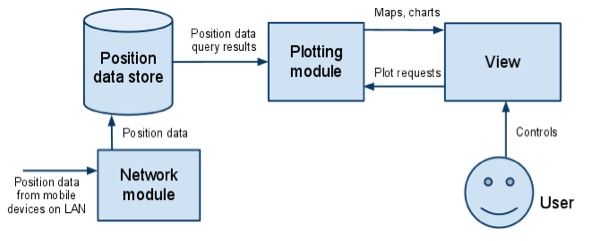 Position
data store
Position data
query results
Plotting
module
Maps, charts
Plot requests
View
Position data
Controls
Position data
from mobile
devices on LAN
Network
module
User